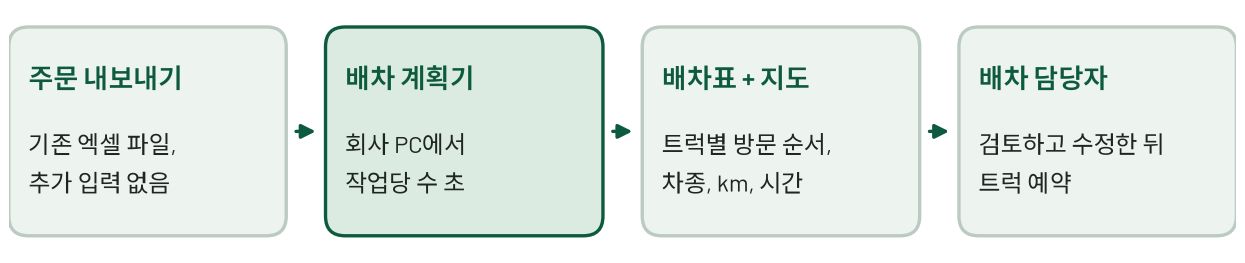 주문 내보내기
기존 엑셀 파일,
추가 입력 없음
배차 계획기
회사 PC에서
작업당 수 초
배차표 + 지도
트럭별 방문 순서,
차종, km, 시간
배차 담당자
검토하고 수정한 뒤
트럭 예약